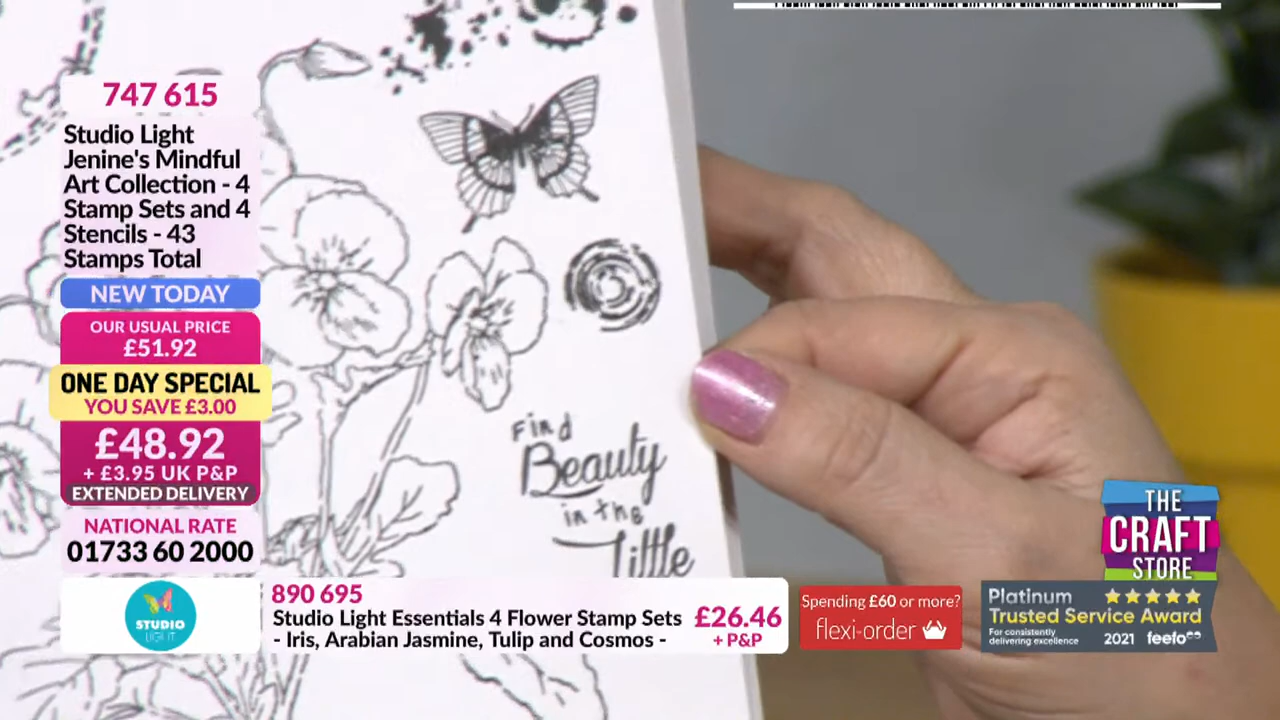 747 615
Studio Light
Jenine's Mindful
Art Collection - 4
Stamp Sets and 4
Stencils - 43
Stamps Total
NEW TODAY
OUR USUAL PRICE
£51.92
ONE DAY SPECIAL
YOU SAVE £3.00
£48.92
+ £3.95 UK P&P
EXTENDED DELIVERY
NATIONAL RATE
01733 60 2000
Find
Beauty
in the
Little
THE
CRAFT
STORE
STUDIO
LIGHT
890 695
Studio Light Essentials 4 Flower Stamp Sets
- Iris, Arabian Jasmine, Tulip and Cosmos -
£26.46
+ P&P
Spending £60 or more?
flexi-order
Platinum
Trusted Service Award
For consistently
delivering excellence
2021 feefo